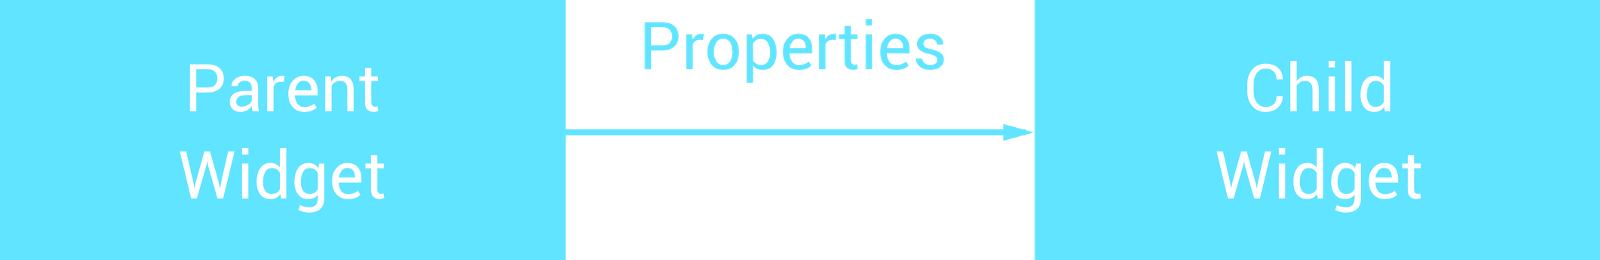 Parent
Widget
Properties
Child
Widget